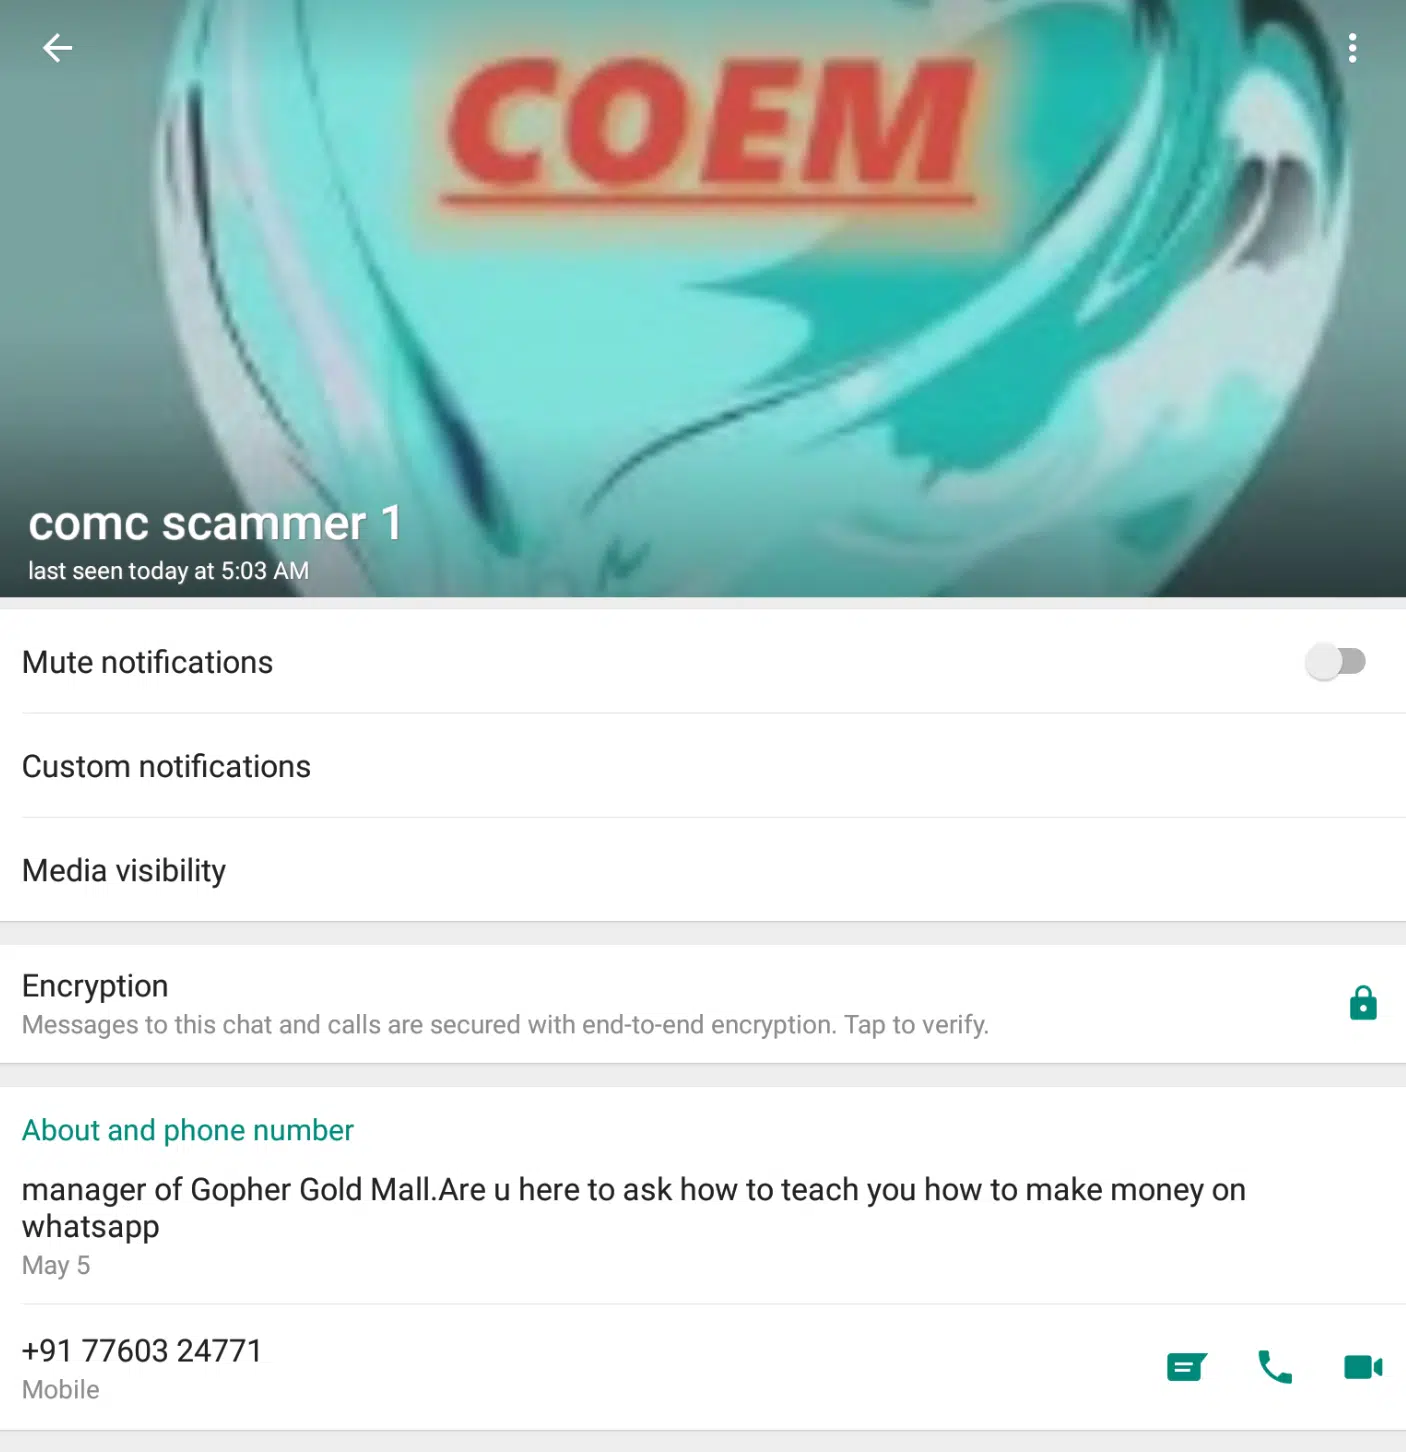 COEM
comc scammer 1
last seen today at 5:03 AM
Mute notifications
Custom notifications
Media visibility
Encryption
Messages to this chat and calls are secured with end-to-end encryption. Tap to verify.
About and phone number
manager of Gopher Gold Mall.Are u here to ask how to teach you how to make money on
whatsapp
May 5
+91 77603 24771
Mobile